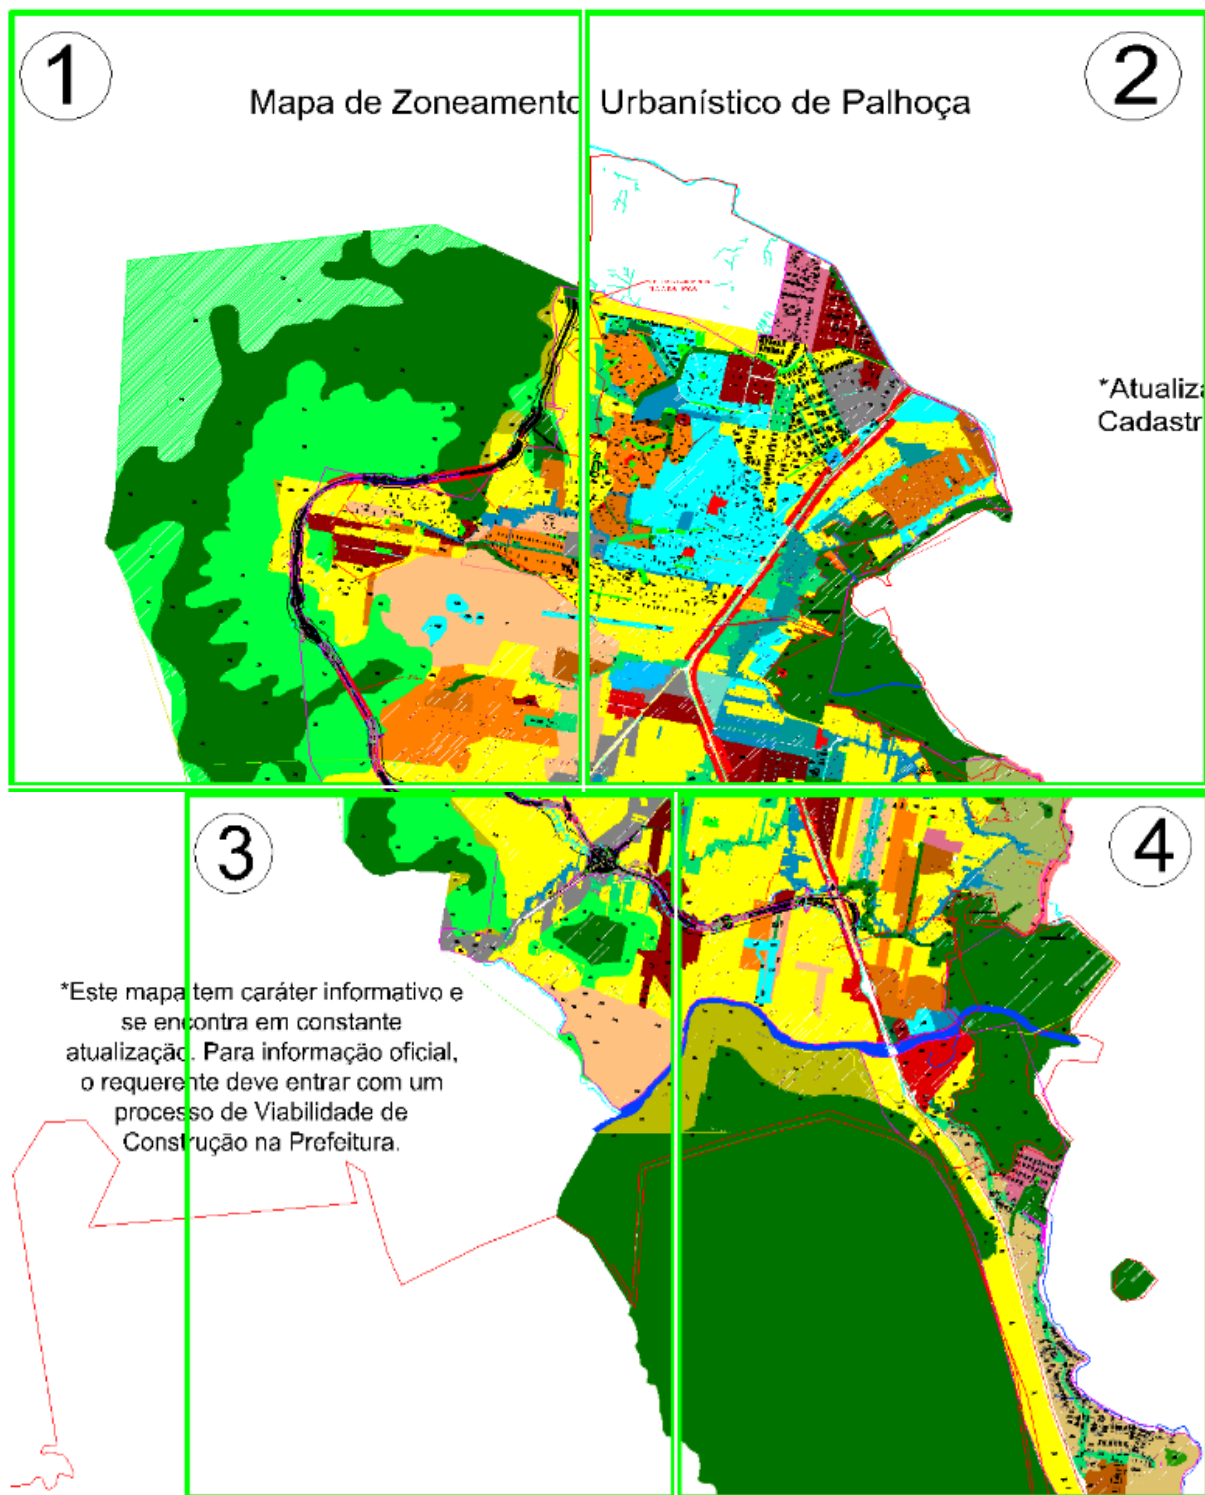 1
2
Mapa de Zoneamento Urbanístico de Palhoça
*Atualiza
Cadastr
3
4
*Este mapa tem caráter informativo e
se encontra em constante
atualização. Para informação oficial,
o requerente deve entrar com um
processo de Viabilidade de
Construção na Prefeitura.